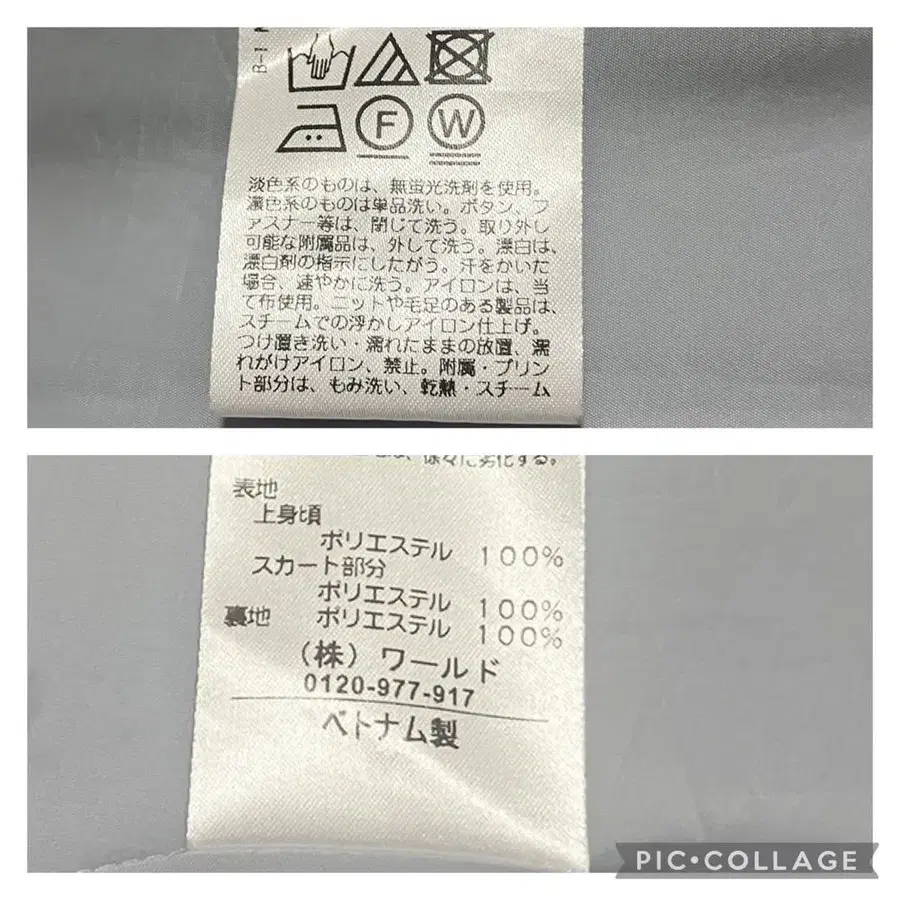 B-1
F
W
淡色系のものは、無蛍光洗剤を使用。
濃色系のものは単品洗い。ボタン、フ
ァスナー等は、閉じて洗う。取り外し
可能な附属品は、外して洗う。漂白は、
漂白剤の指示にしたがう。汗をかいた
場合、速やかに洗う。アイロンは、当
て布使用。ニットや毛足のある製品は、
スチームでの浮かしアイロン仕上げ。
つけ置き洗い・濡れたままの放置、濡
れがけアイロン、禁止。附属・プリン
ト部分は、もみ洗い、乾熱・スチーム
徐々に劣化する。
表地
上身頃
ポリエステル 100%
スカート部分
ポリエステル 100%
裏地 ポリエステル 100%
(株) ワールド
0120-977-917
ベトナム製
PIC•COLLAGE